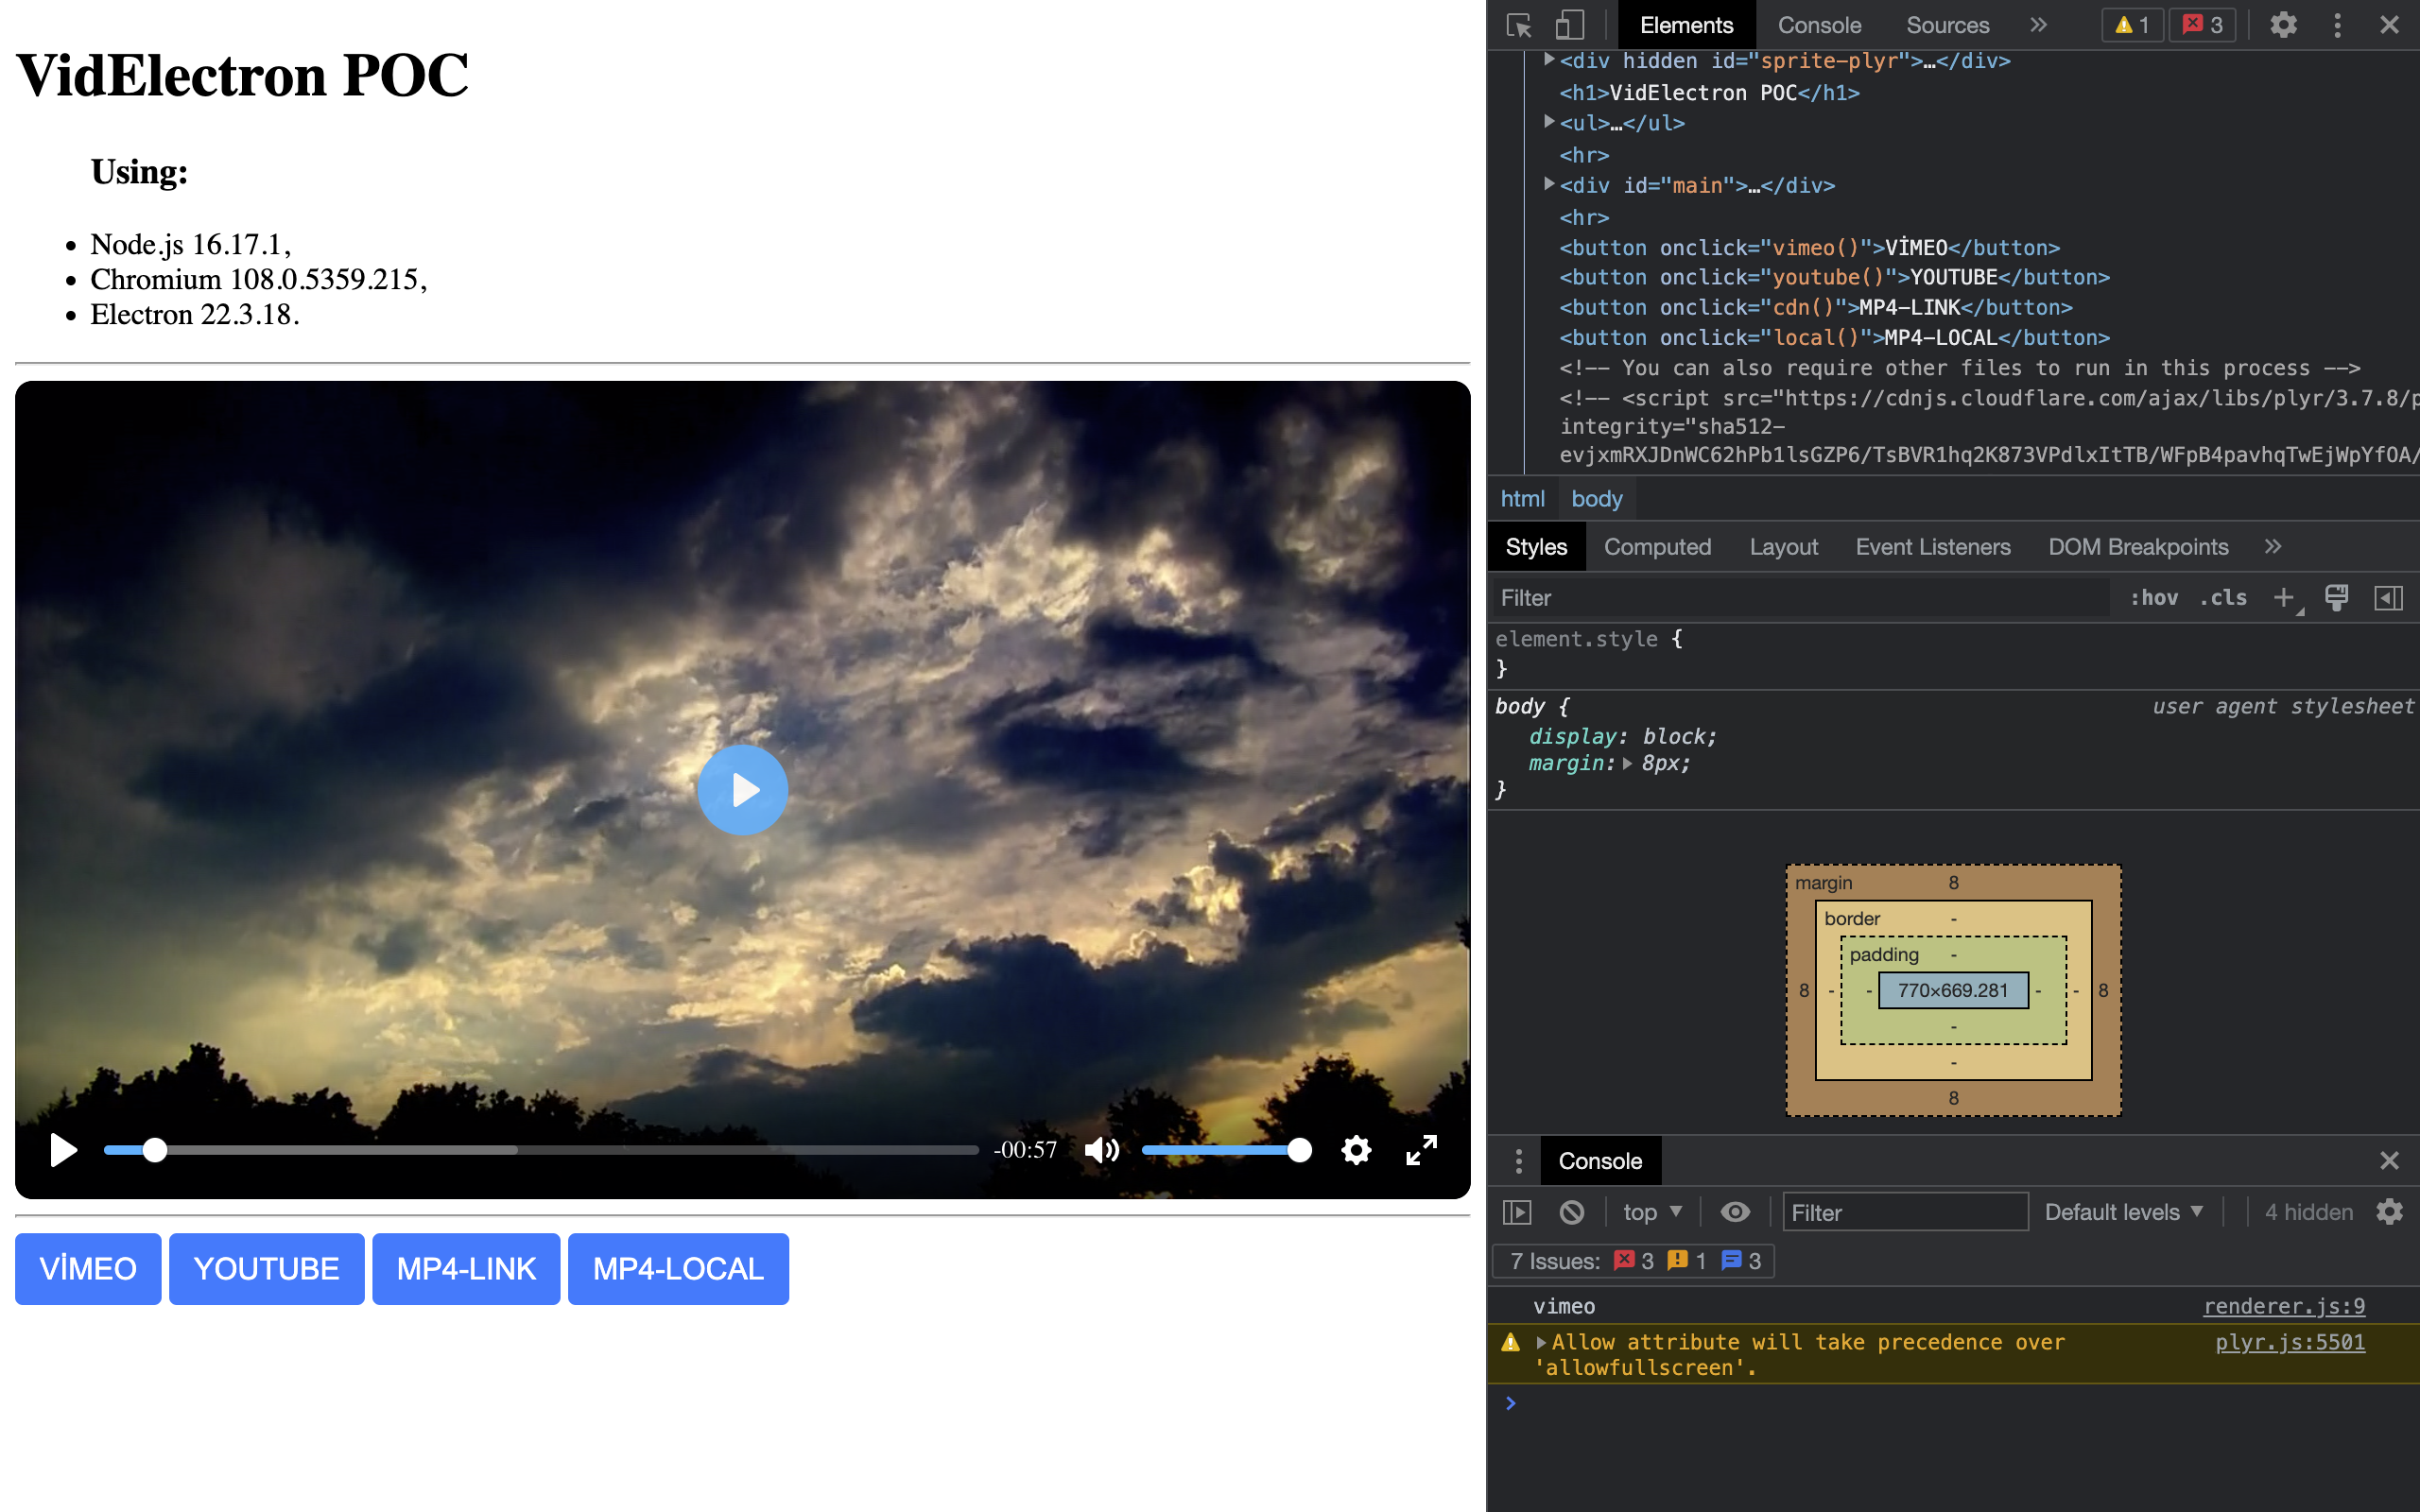 VidElectron POC
Using:
Node.js 16.17.1,
Chromium 108.0.5359.215,
Electron 22.3.18.
-00:57
VİMEO YOUTUBE MP4-LINK MP4-LOCAL
Elements Console Sources » 1 3
<div hidden id="sprite-plyr">…</div>
<h1>VidElectron POC</h1>
<ul>…</ul>
<hr>
<div id="main">…</div>
<hr>
<button onclick="vimeo()">VİMEO</button>
<button onclick="youtube()">YOUTUBE</button>
<button onclick="cdn()">MP4-LINK</button>
<button onclick="local()">MP4-LOCAL</button>
<!-- You can also require other files to run in this process -->
<!-- <script src="https://cdnjs.cloudflare.com/ajax/libs/plyr/3.7.8/p
integrity="sha512-
evjxmRXJDnWC62hPb1lsGZP6/TsBVR1hq2K873VPdlxItTB/WFpB4pavhqTwEjWpYfOA/
html body
Styles Computed Layout Event Listeners DOM Breakpoints »
Filter :hov .cls +
element.style {
}
body { user agent stylesheet
display: block;
margin: 8px;
}
margin 8
border -
padding -
8 - - 770×669.281 - - 8
-
-
8
Console
top Filter Default levels 4 hidden
7 Issues: 3 1 3
vimeo renderer.js:9
Allow attribute will take precedence over plyr.js:5501
'allowfullscreen'.